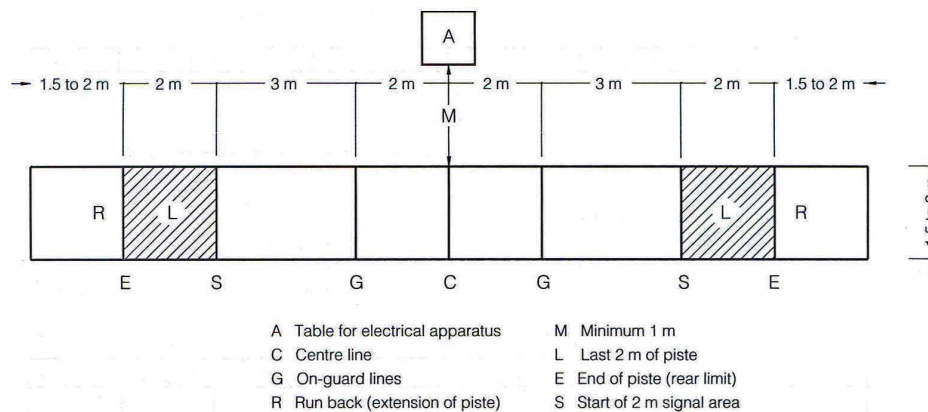 A
1.5 to 2 m 2 m 3 m 2 m 2 m 3 m 2 m 1.5 to 2 m
M
R L L R
E S G C G S E
A Table for electrical apparatus
C Centre line
G On-guard lines
R Run back (extension of piste)
M Minimum 1 m
L Last 2 m of piste
E End of piste (rear limit)
S Start of 2 m signal area